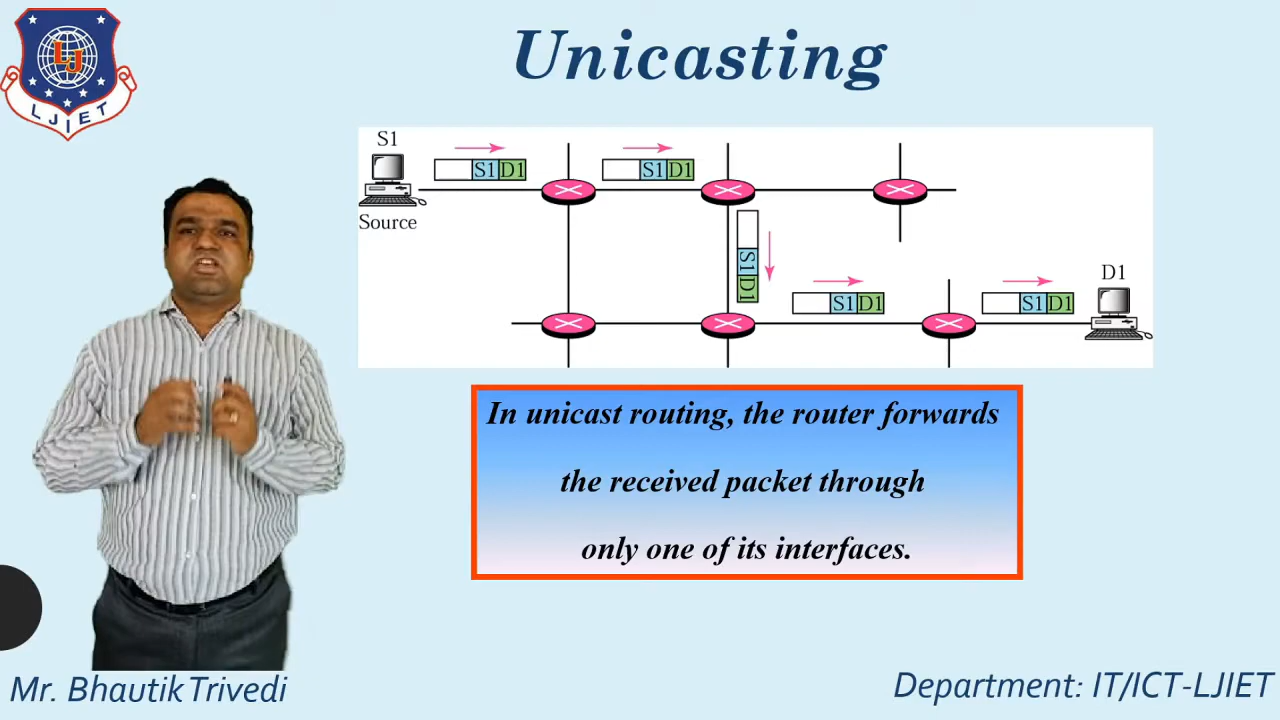 LJ
LJIET
Unicasting
S1
S1 D1
S1 D1
Source
S1 D1
D1
S1 D1
S1 D1
In unicast routing, the router forwards
the received packet through
only one of its interfaces.
Mr. Bhautik Trivedi
Department: IT/ICT-LJIET